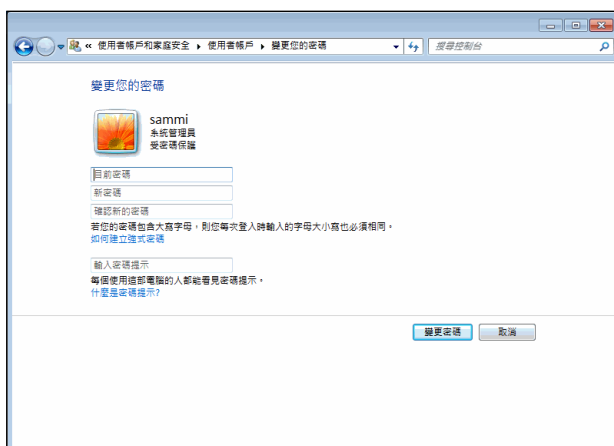 « 使用者帳戶和家庭安全 ▸ 使用者帳戶 ▸ 變更您的密碼
搜尋控制台
變更您的密碼
sammi
系統管理員
受密碼保護
目前密碼
新密碼
確認新的密碼
若您的密碼包含大寫字母，則您每次登入時輸入的字母大小寫也必須相同。
如何建立強式密碼
輸入密碼提示
每個使用這部電腦的人都能看見密碼提示。
什麼是密碼提示?
變更密碼
取消